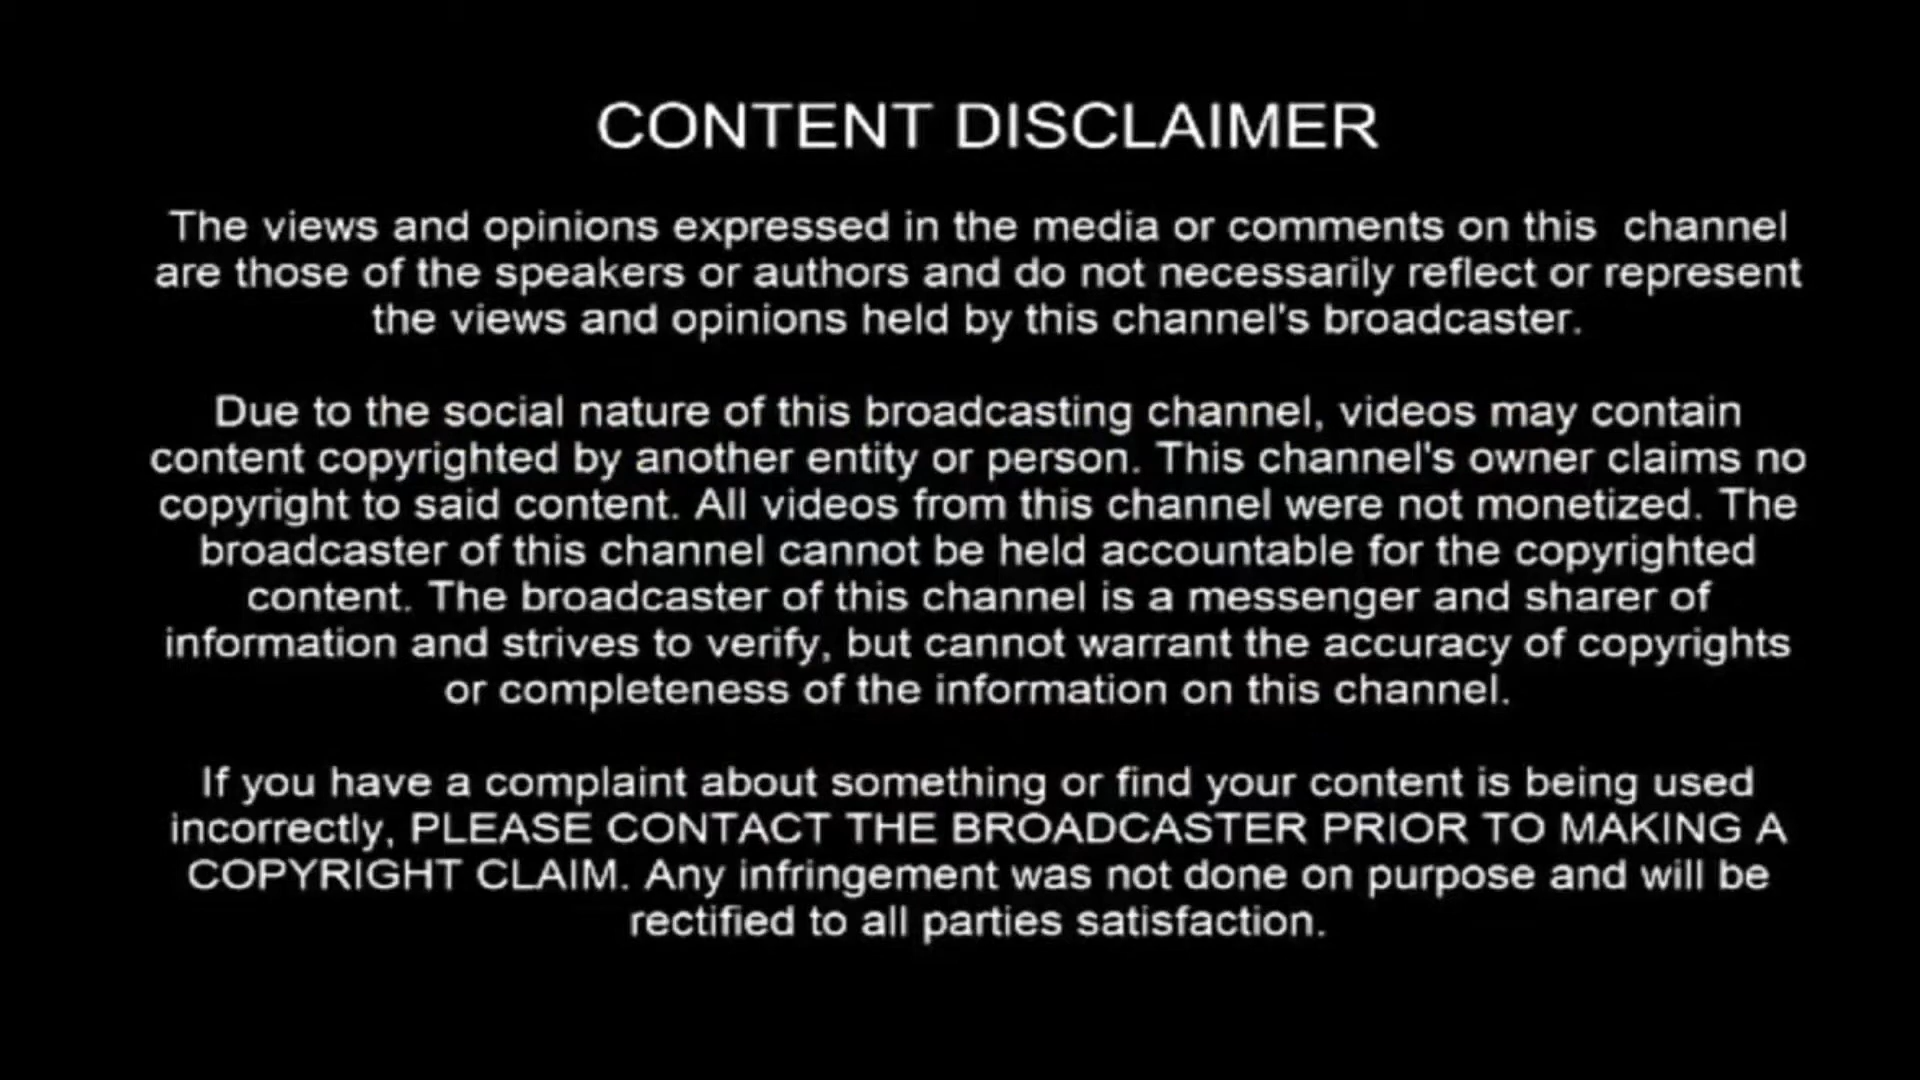 CONTENT DISCLAIMER
The views and opinions expressed in the media or comments on this  channel
are those of the speakers or authors and do not necessarily reflect or represent
the views and opinions held by this channel's broadcaster.
Due to the social nature of this broadcasting channel, videos may contain
content copyrighted by another entity or person. This channel's owner claims no
copyright to said content. All videos from this channel were not monetized. The
broadcaster of this channel cannot be held accountable for the copyrighted
content. The broadcaster of this channel is a messenger and sharer of
information and strives to verify, but cannot warrant the accuracy of copyrights
or completeness of the information on this channel.
If you have a complaint about something or find your content is being used
incorrectly, PLEASE CONTACT THE BROADCASTER PRIOR TO MAKING A
COPYRIGHT CLAIM. Any infringement was not done on purpose and will be
rectified to all parties satisfaction.